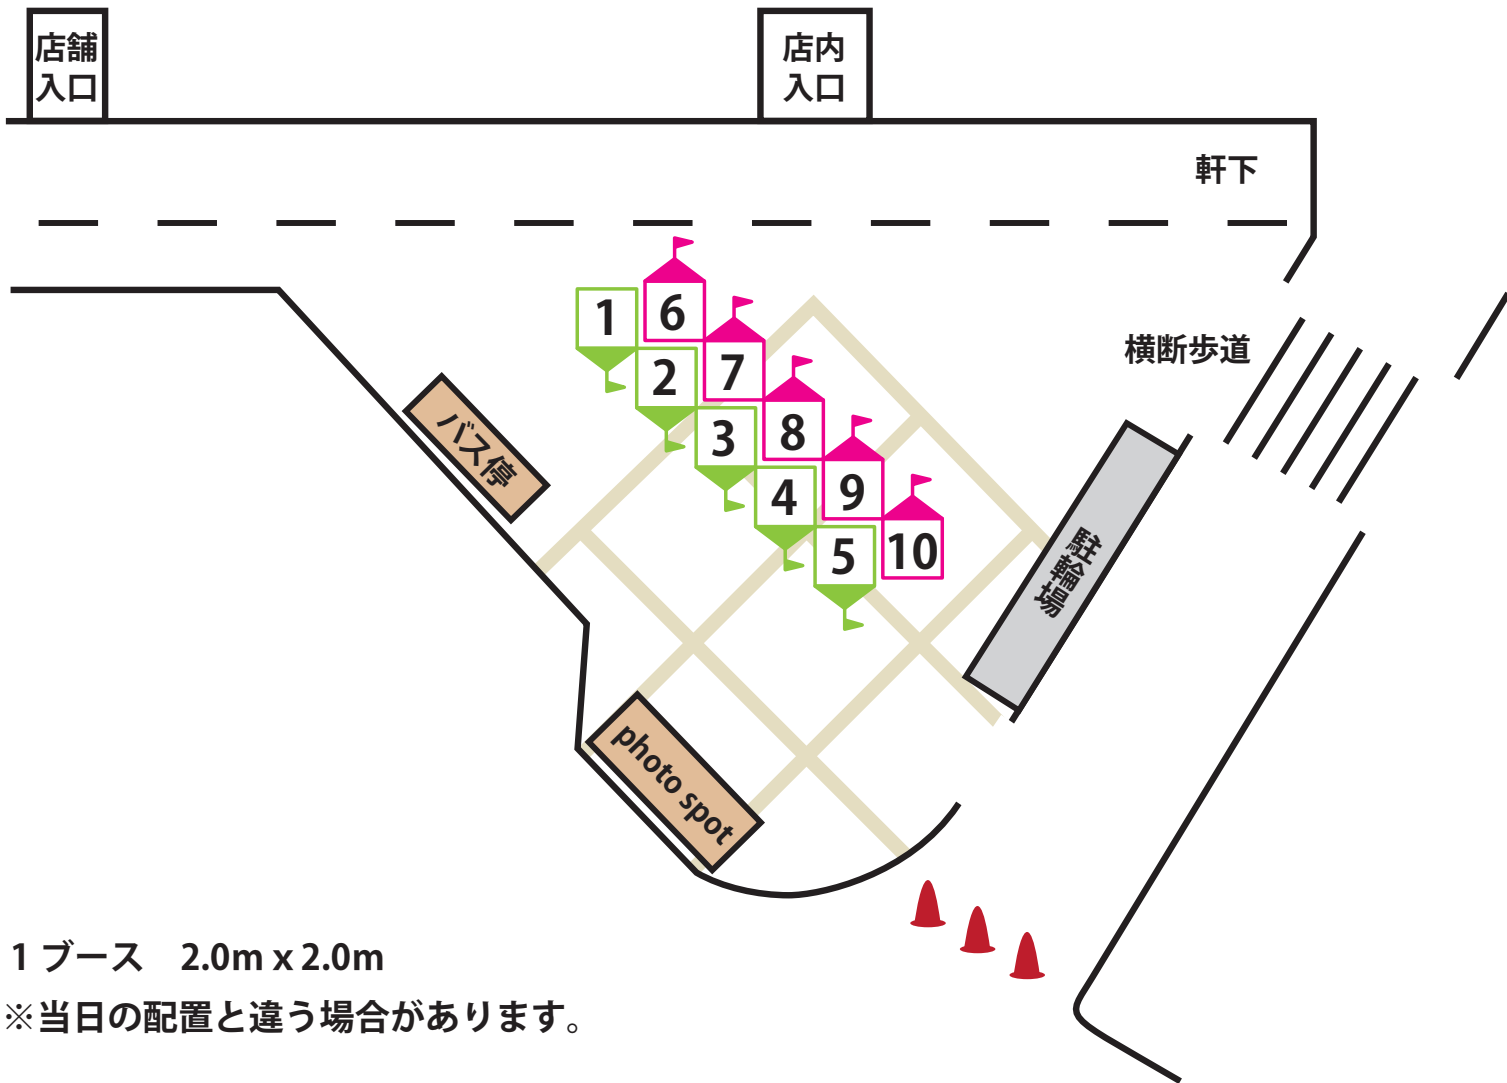 店舗
入口
店内
入口
軒下
1
6
2
7
横断歩道
3
8
バス停
4
9
5
10
駐輪場
photo spot
1 ブース　2.0m x 2.0m
※当日の配置と違う場合があります。